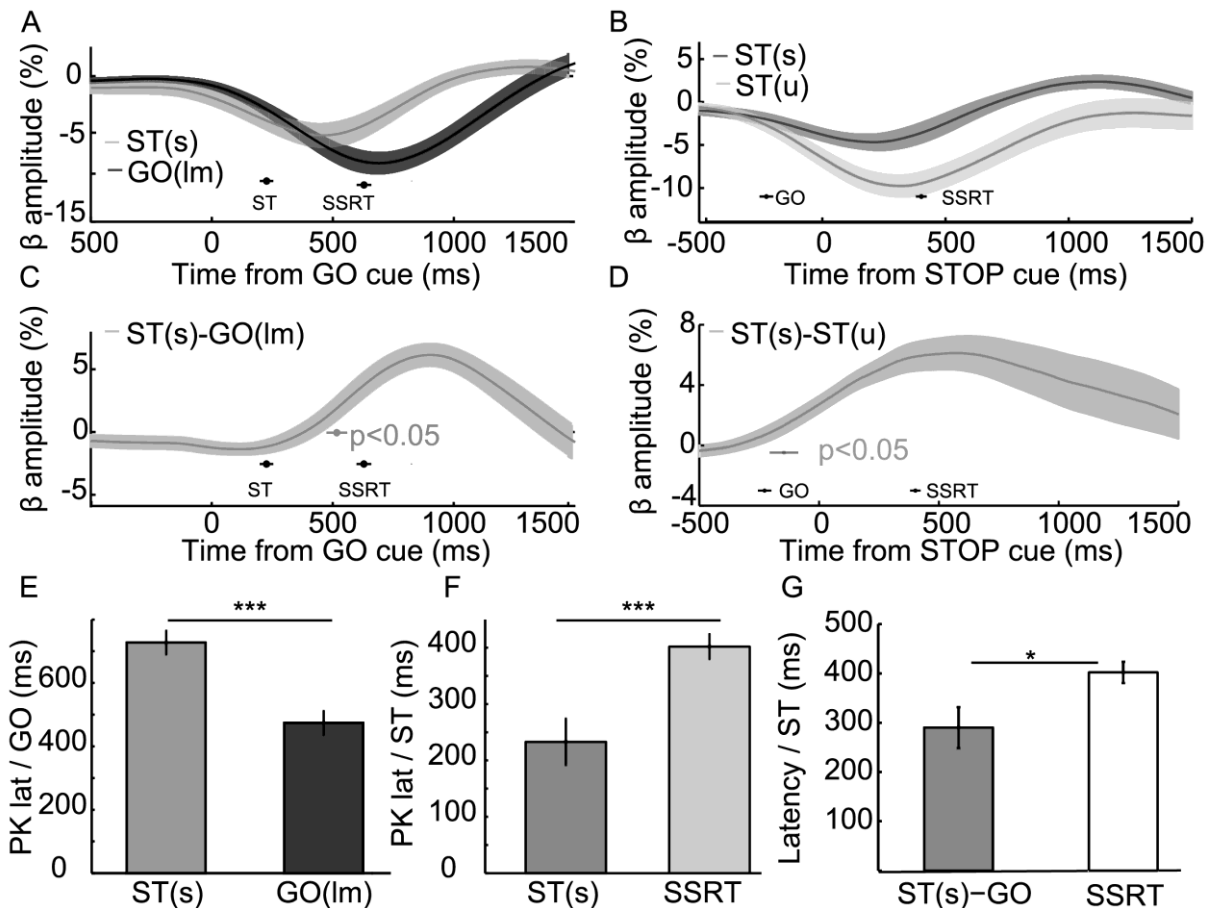 A
β amplitude (%)
0
-5
-15
ST(s)
GO(lm)
ST
SSRT
500
0
500
1000
1500
Time from GO cue (ms)
B
β amplitude (%)
5
0
-5
-10
ST(s)
ST(u)
GO
SSRT
-500
0
500
1000
1500
Time from STOP cue (ms)
C
β amplitude (%)
5
0
-5
ST(s)-GO(lm)
p<0.05
ST
SSRT
0
500
1000
1500
Time from GO cue (ms)
D
β amplitude (%)
8
4
0
-4
ST(s)-ST(u)
p<0.05
GO
SSRT
-500
0
500
1000
1500
Time from STOP cue (ms)
E
PK lat / GO (ms)
600
400
200
0
***
ST(s)
GO(lm)
F
PK lat / ST (ms)
400
300
200
100
0
***
ST(s)
SSRT
G
Latency / ST (ms)
500
400
300
200
100
0
*
ST(s)−GO
SSRT